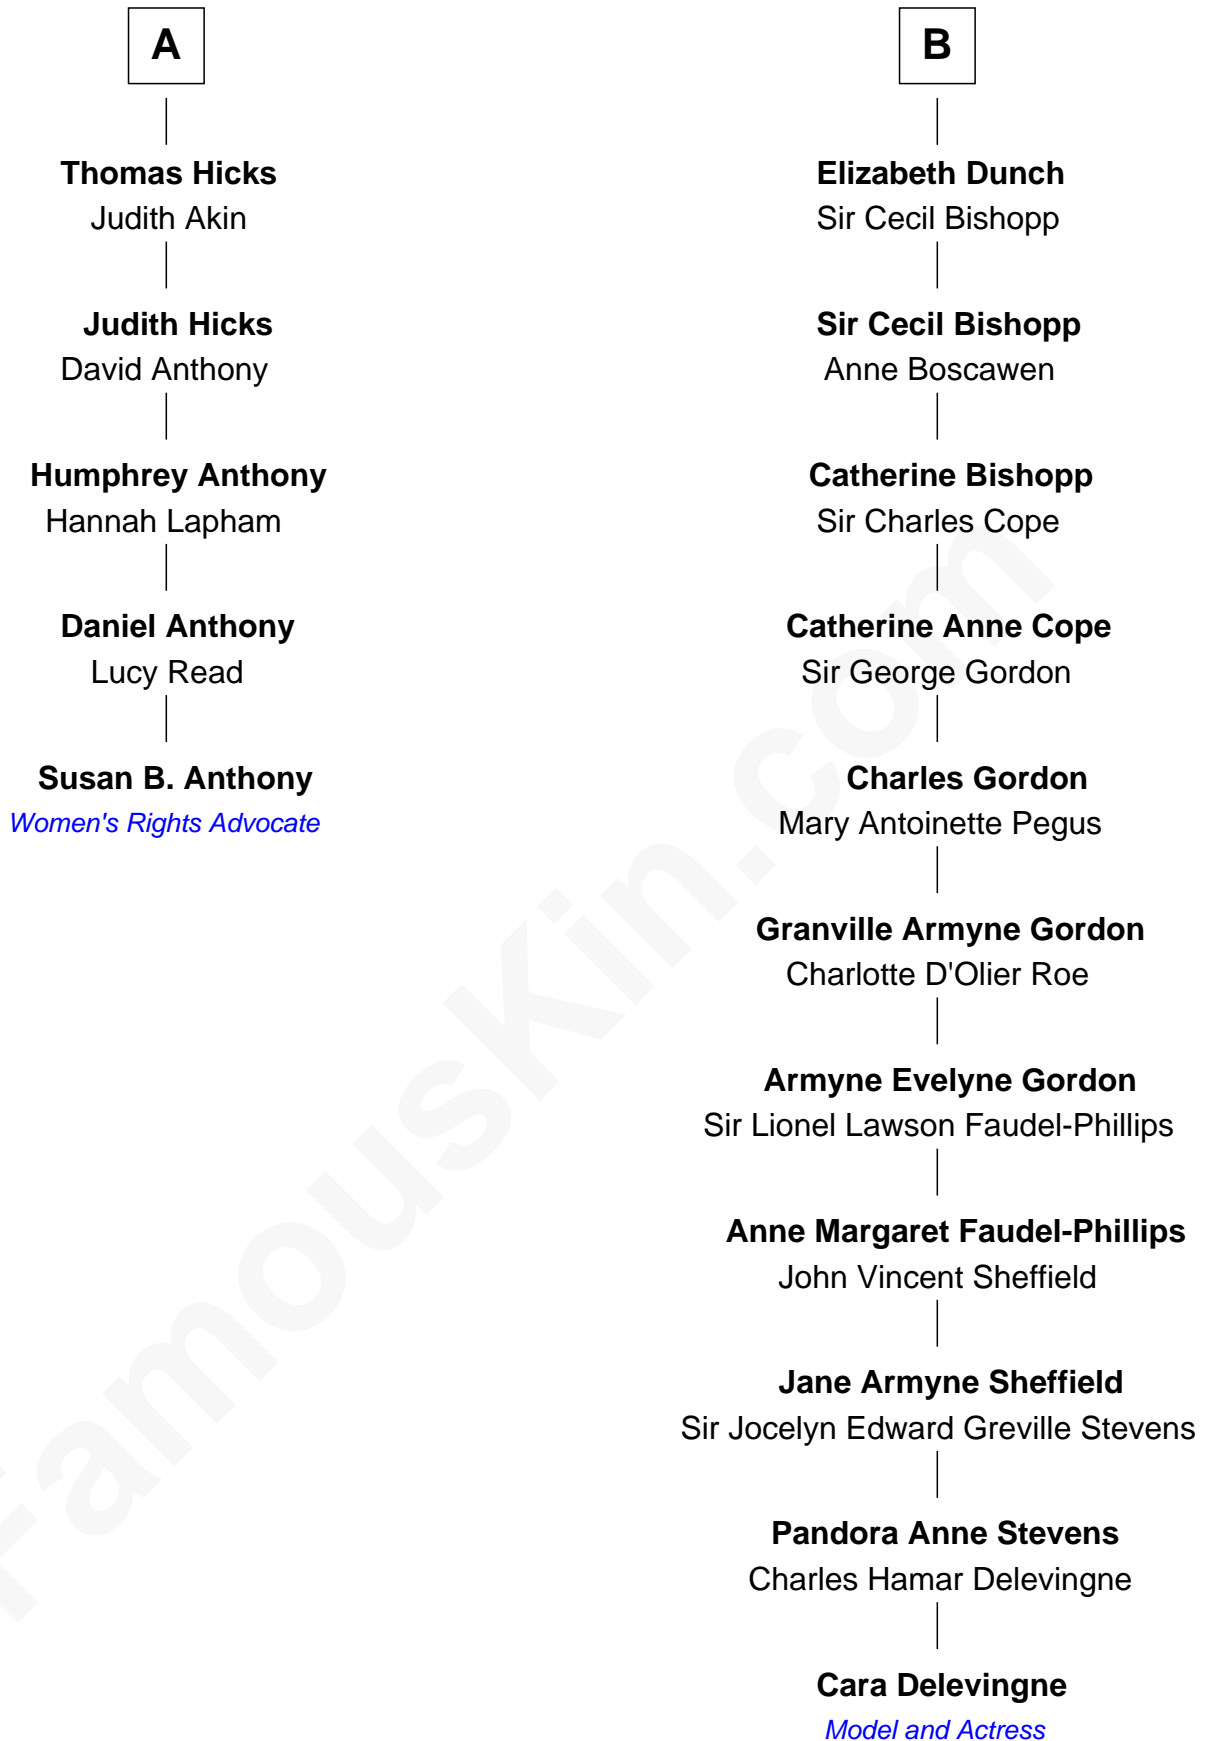 A
Thomas Hicks
Judith Akin
Judith Hicks
David Anthony
Humphrey Anthony
Hannah Lapham
Daniel Anthony
Lucy Read
Susan B. Anthony
Women's Rights Advocate
B
Elizabeth Dunch
Sir Cecil Bishopp
Sir Cecil Bishopp
Anne Boscawen
Catherine Bishopp
Sir Charles Cope
Catherine Anne Cope
Sir George Gordon
Charles Gordon
Mary Antoinette Pegus
Granville Armyne Gordon
Charlotte D'Olier Roe
Armyne Evelyne Gordon
Sir Lionel Lawson Faudel-Phillips
Anne Margaret Faudel-Phillips
John Vincent Sheffield
Jane Armyne Sheffield
Sir Jocelyn Edward Greville Stevens
Pandora Anne Stevens
Charles Hamar Delevingne
Cara Delevingne
Model and Actress
FamousKin.com